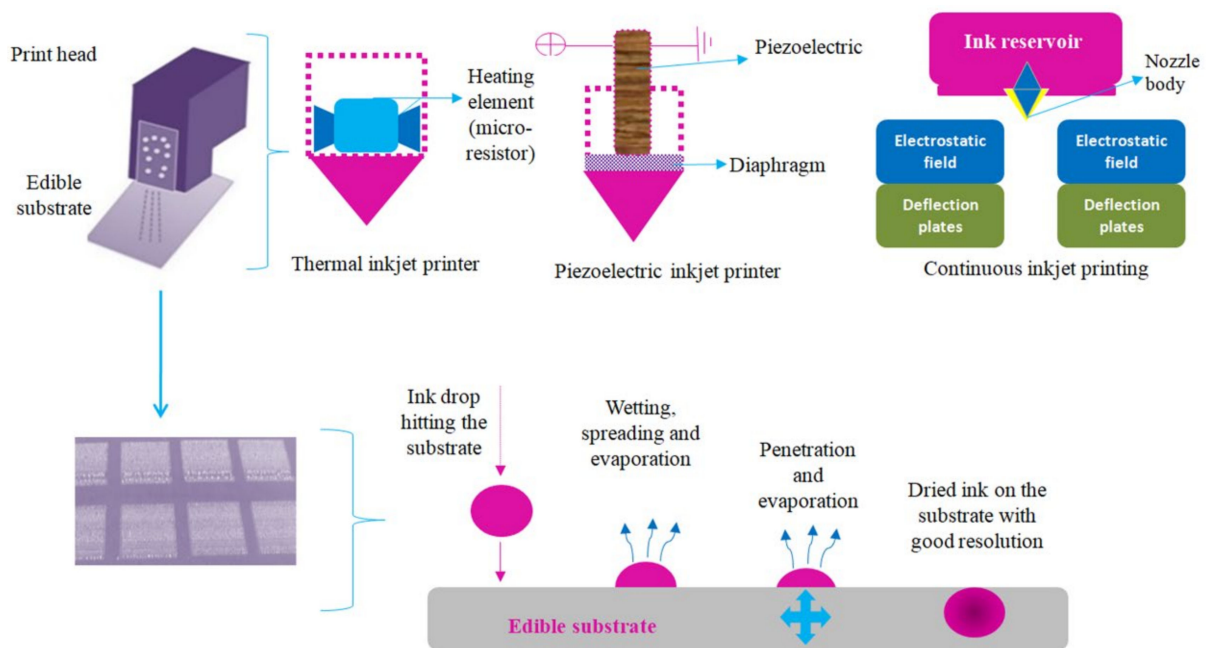 Print head
Edible
substrate
Heating
element
(micro-
resistor)
Thermal inkjet printer
Piezoelectric
Diaphragm
Piezoelectric inkjet printer
Ink reservoir
Nozzle
body
Electrostatic
field
Electrostatic
field
Deflection
plates
Deflection
plates
Continuous inkjet printing
Ink drop
hitting the
substrate
Wetting,
spreading and
evaporation
Penetration
and
evaporation
Dried ink on the
substrate with
good resolution
Edible substrate